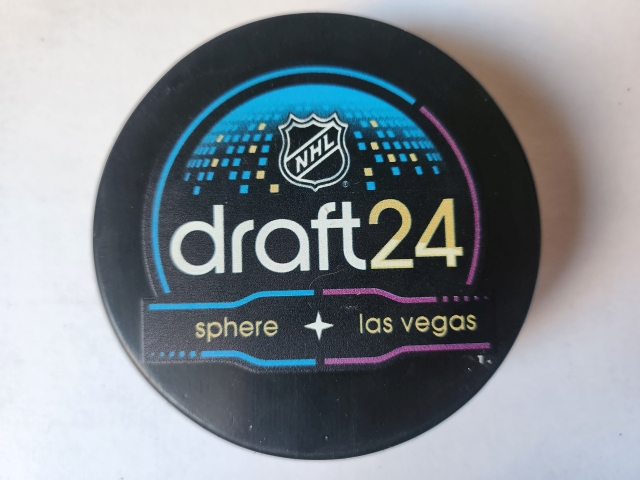 NHL
draft24
sphere las vegas